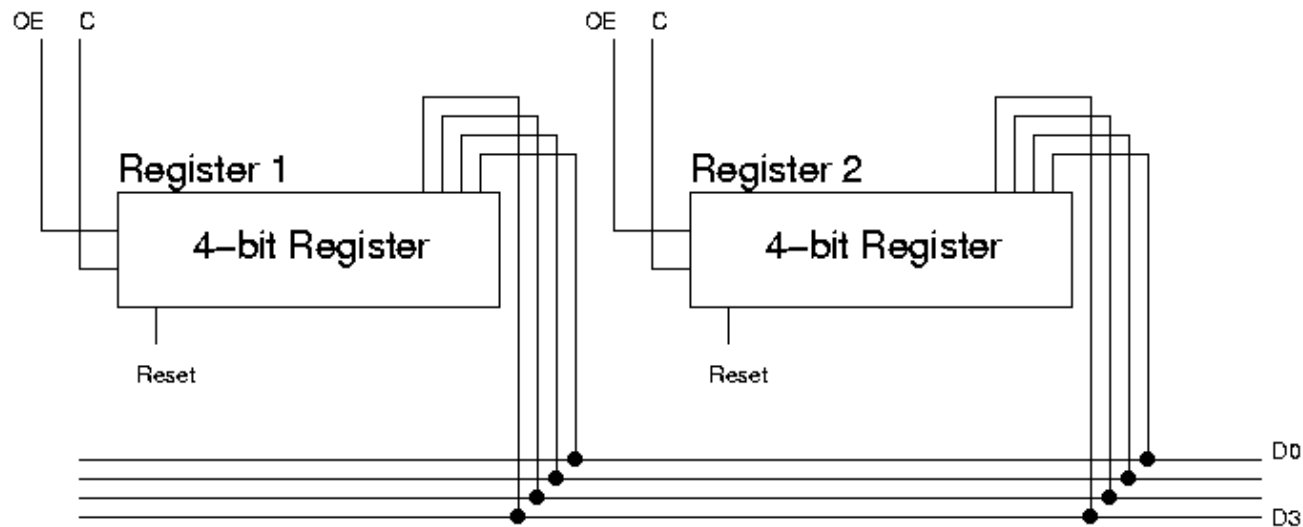 OE C
OE C
Register 1
Register 2
4-bit Register
4-bit Register
Reset
Reset
D0
D3